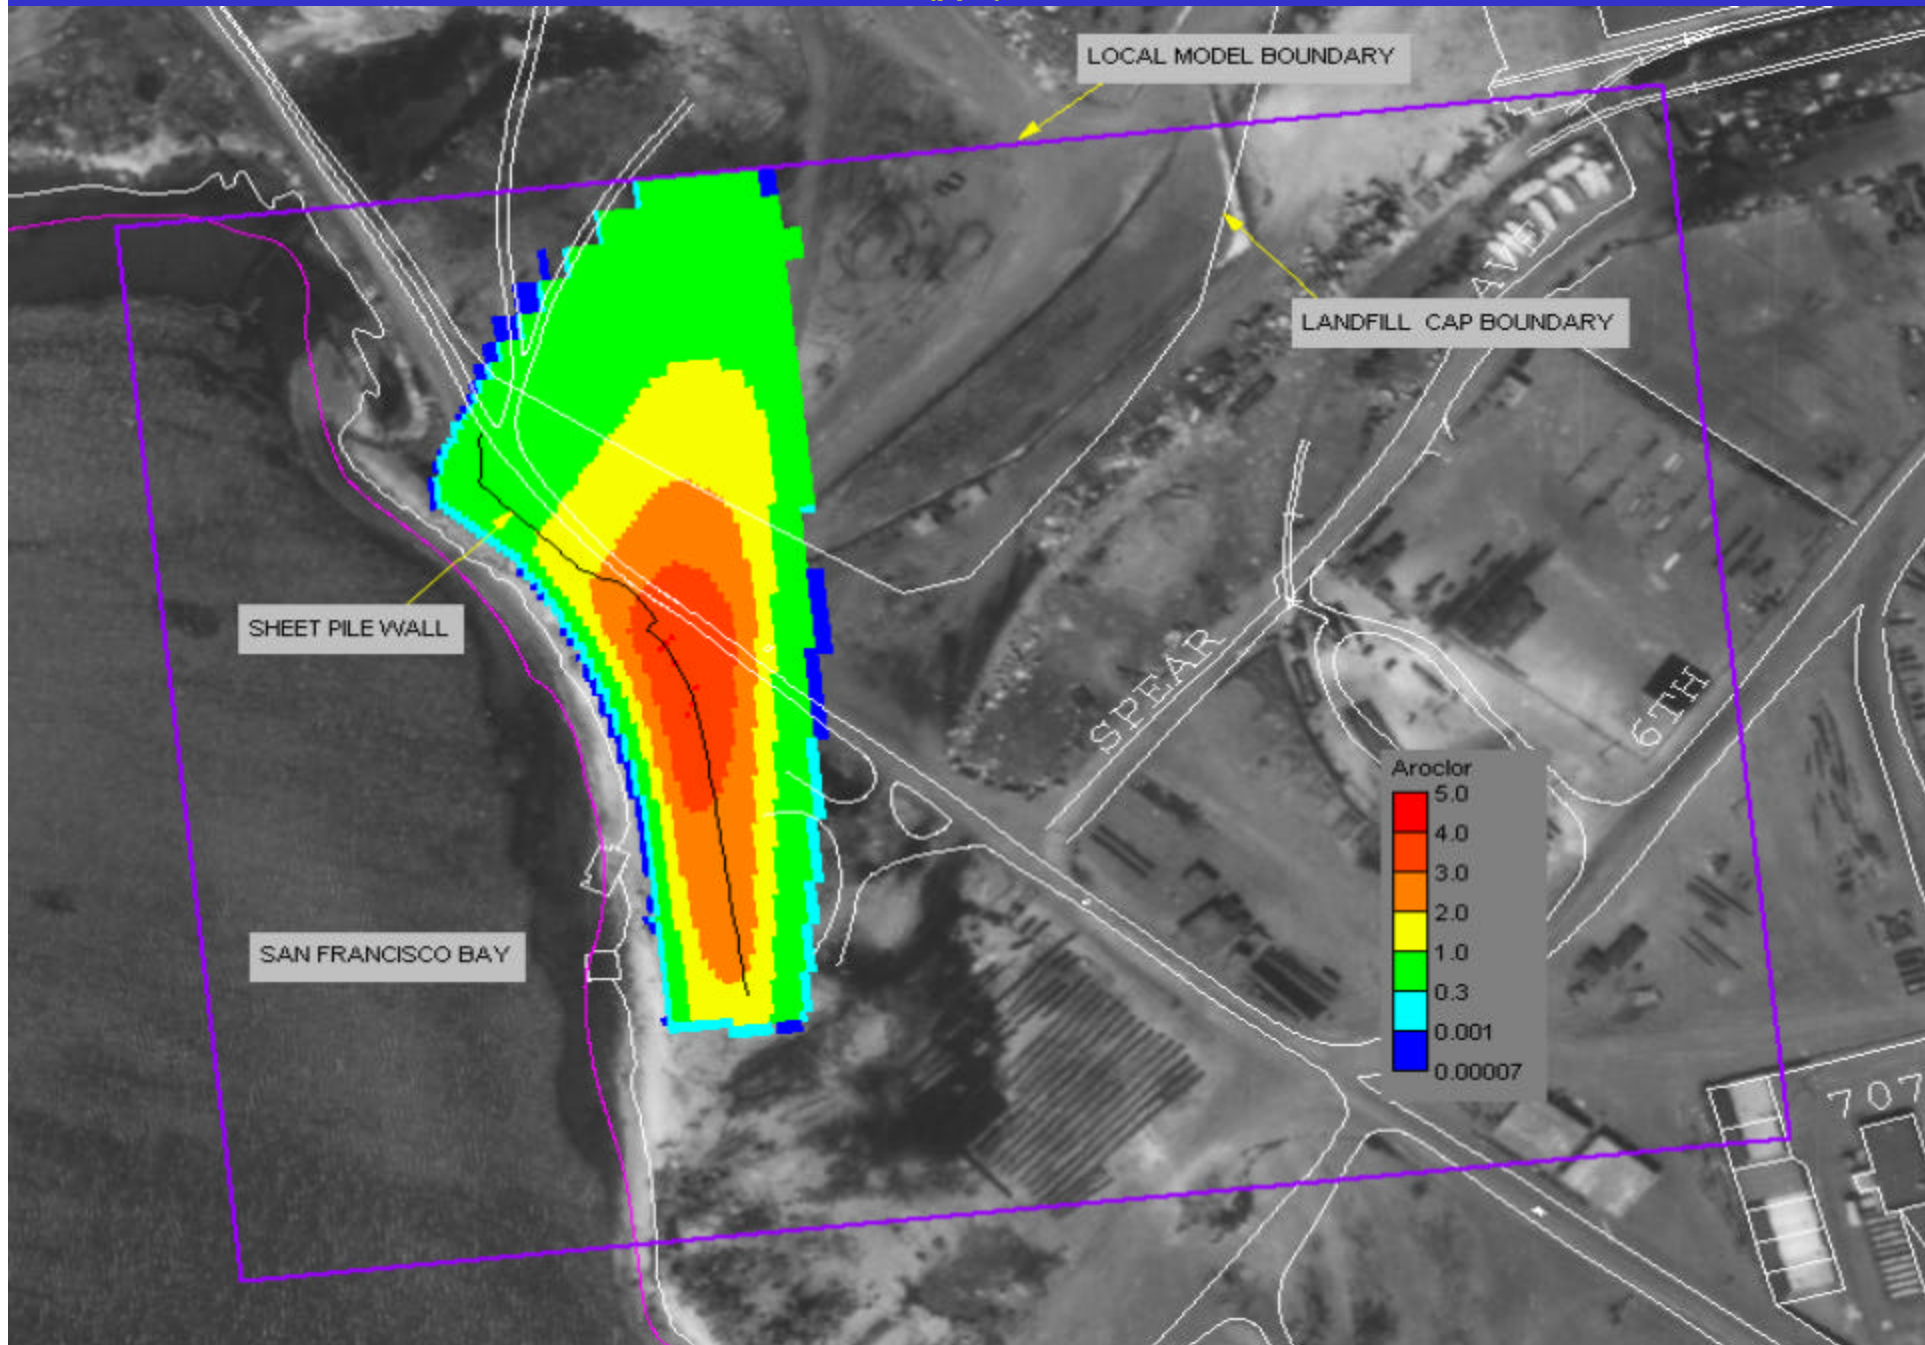 LOCAL MODEL BOUNDARY
AVE
LANDFILL CAP BOUNDARY
SHEET PILE WALL
SPEAR
6TH
Aroclor
5.0
4.0
3.0
2.0
1.0
0.3
0.001
0.00007
SAN FRANCISCO BAY
707